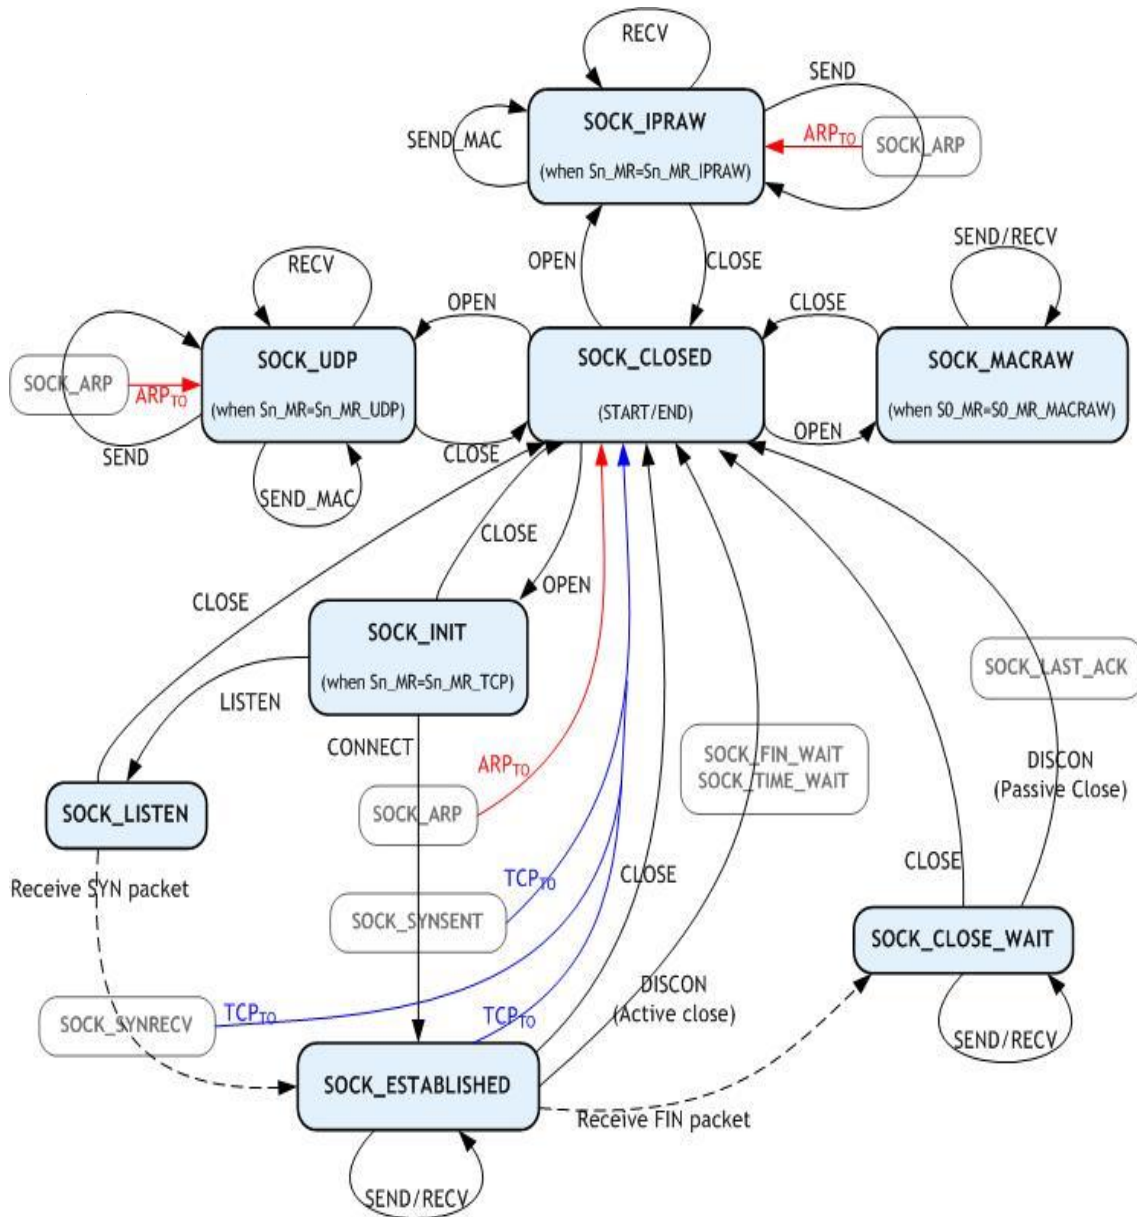 RECV
SEND
SOCK_IPRAW
(when Sn_MR=Sn_MR_IPRAW)
SEND_MAC
ARPTO
SOCK_ARP
OPEN
CLOSE
SEND/RECV
RECV
OPEN
CLOSE
SOCK_UDP
(when Sn_MR=Sn_MR_UDP)
SOCK_CLOSED
(START/END)
SOCK_MACRAW
(when S0_MR=S0_MR_MACRAW)
SOCK_ARP
ARPTO
SEND
CLOSE
OPEN
SEND_MAC
CLOSE
OPEN
CLOSE
SOCK_INIT
(when Sn_MR=Sn_MR_TCP)
SOCK_LAST_ACK
LISTEN
CONNECT
ARPTO
SOCK_FIN_WAIT
SOCK_TIME_WAIT
DISCON
(Passive Close)
SOCK_LISTEN
SOCK_ARP
Receive SYN packet
TCPTO
CLOSE
CLOSE
SOCK_SYNSENT
SOCK_CLOSE_WAIT
DISCON
(Active close)
SOCK_SYNRECV
TCPTO
TCPTO
SEND/RECV
SOCK_ESTABLISHED
Receive FIN packet
SEND/RECV